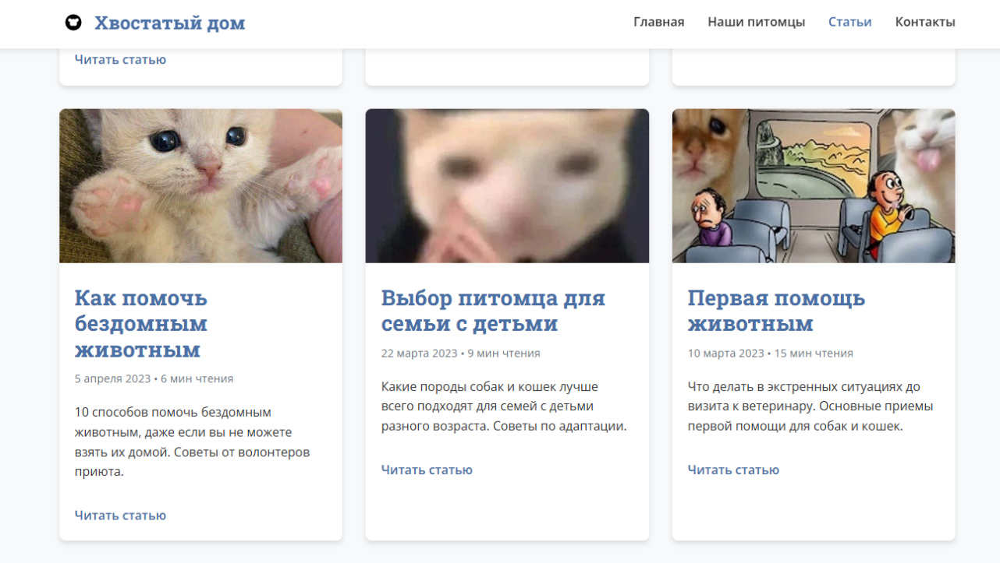 Хвостатый дом
Главная Наши питомцы Статьи Контакты
Читать статью
Как помочь
бездомным
животным
5 апреля 2023 • 6 мин чтения
10 способов помочь бездомным
животным, даже если вы не можете
взять их домой. Советы от волонтеров
приюта.
Читать статью
Выбор питомца для
семьи с детьми
22 марта 2023 • 9 мин чтения
Какие породы собак и кошек лучше
всего подходят для семей с детьми
разного возраста. Советы по адаптации.
Читать статью
Первая помощь
животным
10 марта 2023 • 15 мин чтения
Что делать в экстренных ситуациях до
визита к ветеринару. Основные приемы
первой помощи для собак и кошек.
Читать статью